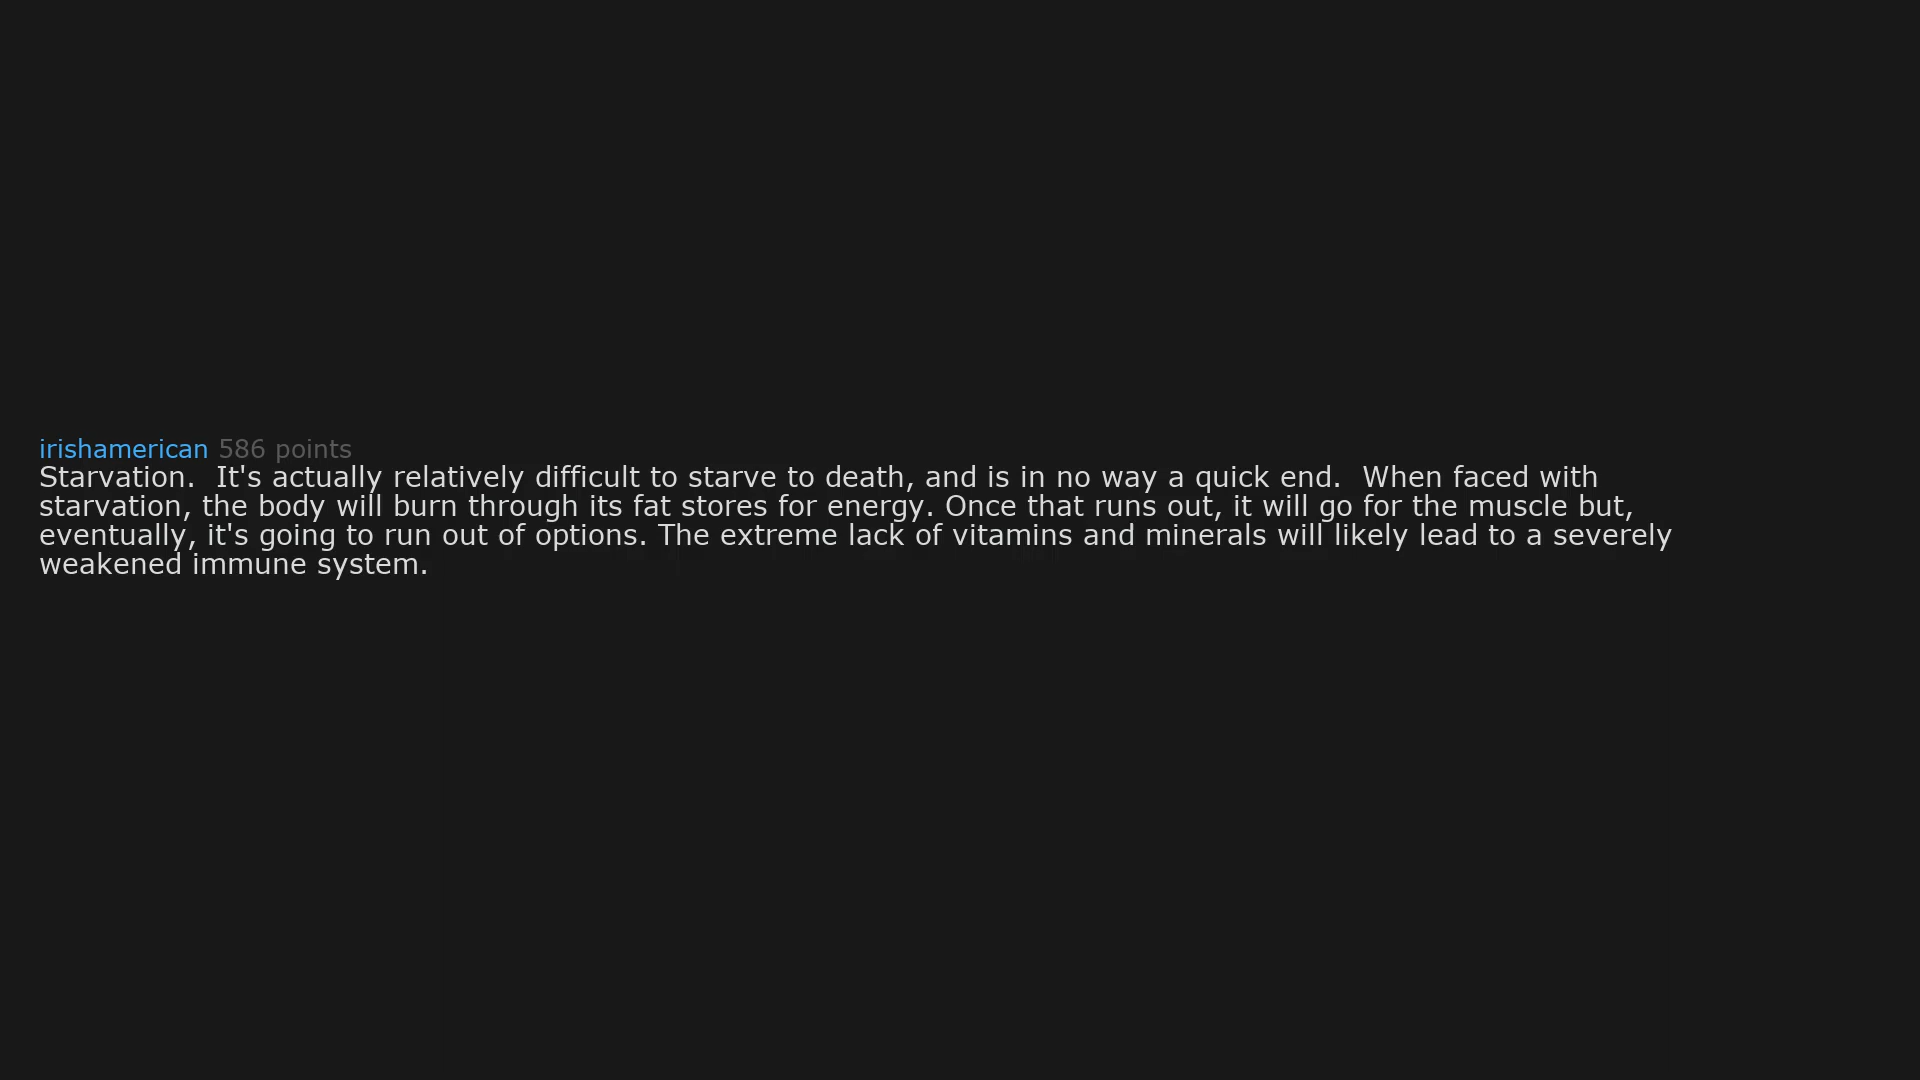 irishamerican 586 points
Starvation.  It's actually relatively difficult to starve to death, and is in no way a quick end.  When faced with
starvation, the body will burn through its fat stores for energy. Once that runs out, it will go for the muscle but,
eventually, it's going to run out of options. The extreme lack of vitamins and minerals will likely lead to a severely
weakened immune system.